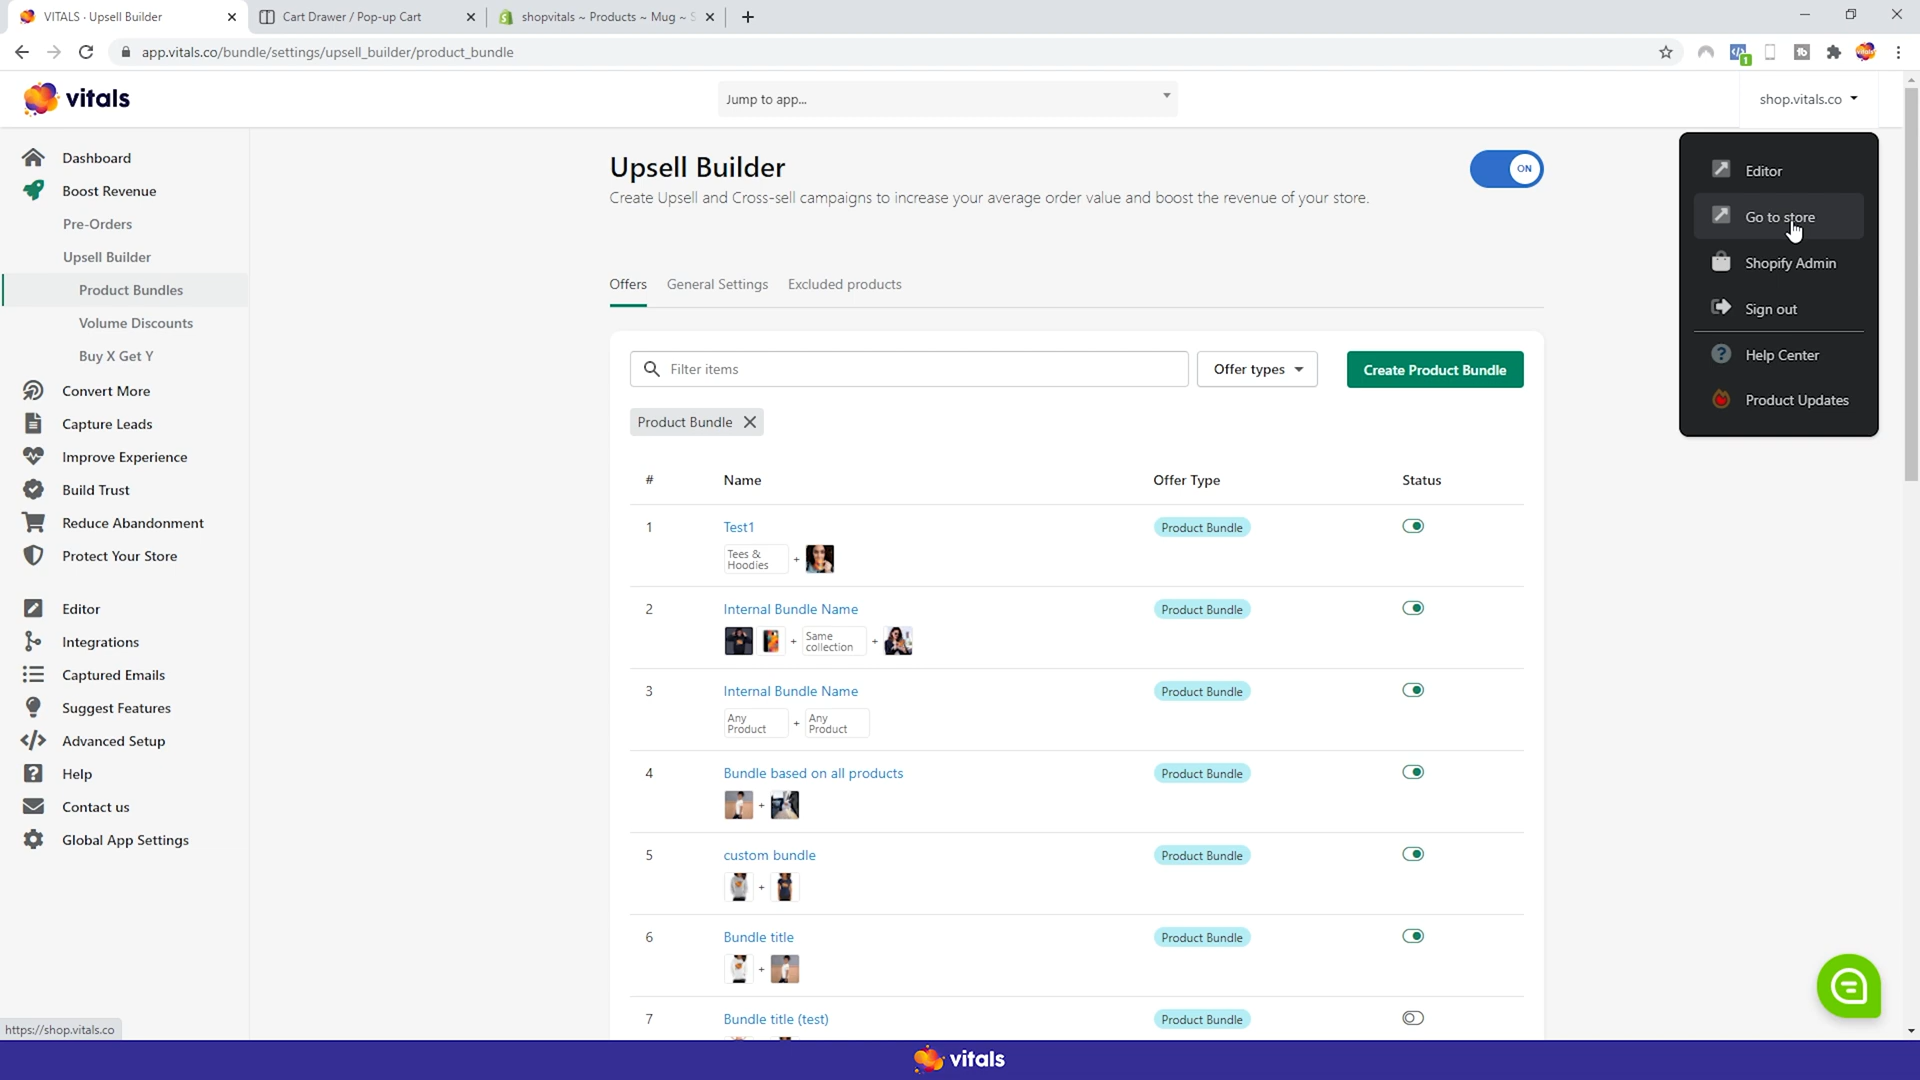 VITALS · Upsell Builder
Cart Drawer / Pop-up Cart
shopvitals ~ Products ~ Mug ~ S
app.vitals.co/bundle/settings/upsell_builder/product_bundle
1
vitals
Jump to app...
shop.vitals.co
Dashboard
Boost Revenue
Pre-Orders
Upsell Builder
Product Bundles
Volume Discounts
Buy X Get Y
Convert More
Capture Leads
Improve Experience
Build Trust
Reduce Abandonment
Protect Your Store
Editor
Integrations
Captured Emails
Suggest Features
Advanced Setup
Help
Contact us
Global App Settings
Upsell Builder
ON
Create Upsell and Cross-sell campaigns to increase your average order value and boost the revenue of your store.
Offers General Settings Excluded products
Filter items
Offer types
Create Product Bundle
Product Bundle
# Name Offer Type Status
1 Test1 Product Bundle
Tees &
Hoodies
+
2 Internal Bundle Name Product Bundle
+ Same
collection +
3 Internal Bundle Name Product Bundle
Any
Product
+
Any
Product
4 Bundle based on all products Product Bundle
+
5 custom bundle Product Bundle
+
6 Bundle title Product Bundle
+
7 Bundle title (test) Product Bundle
Editor
Go to store
Shopify Admin
Sign out
Help Center
Product Updates
https://shop.vitals.co
vitals